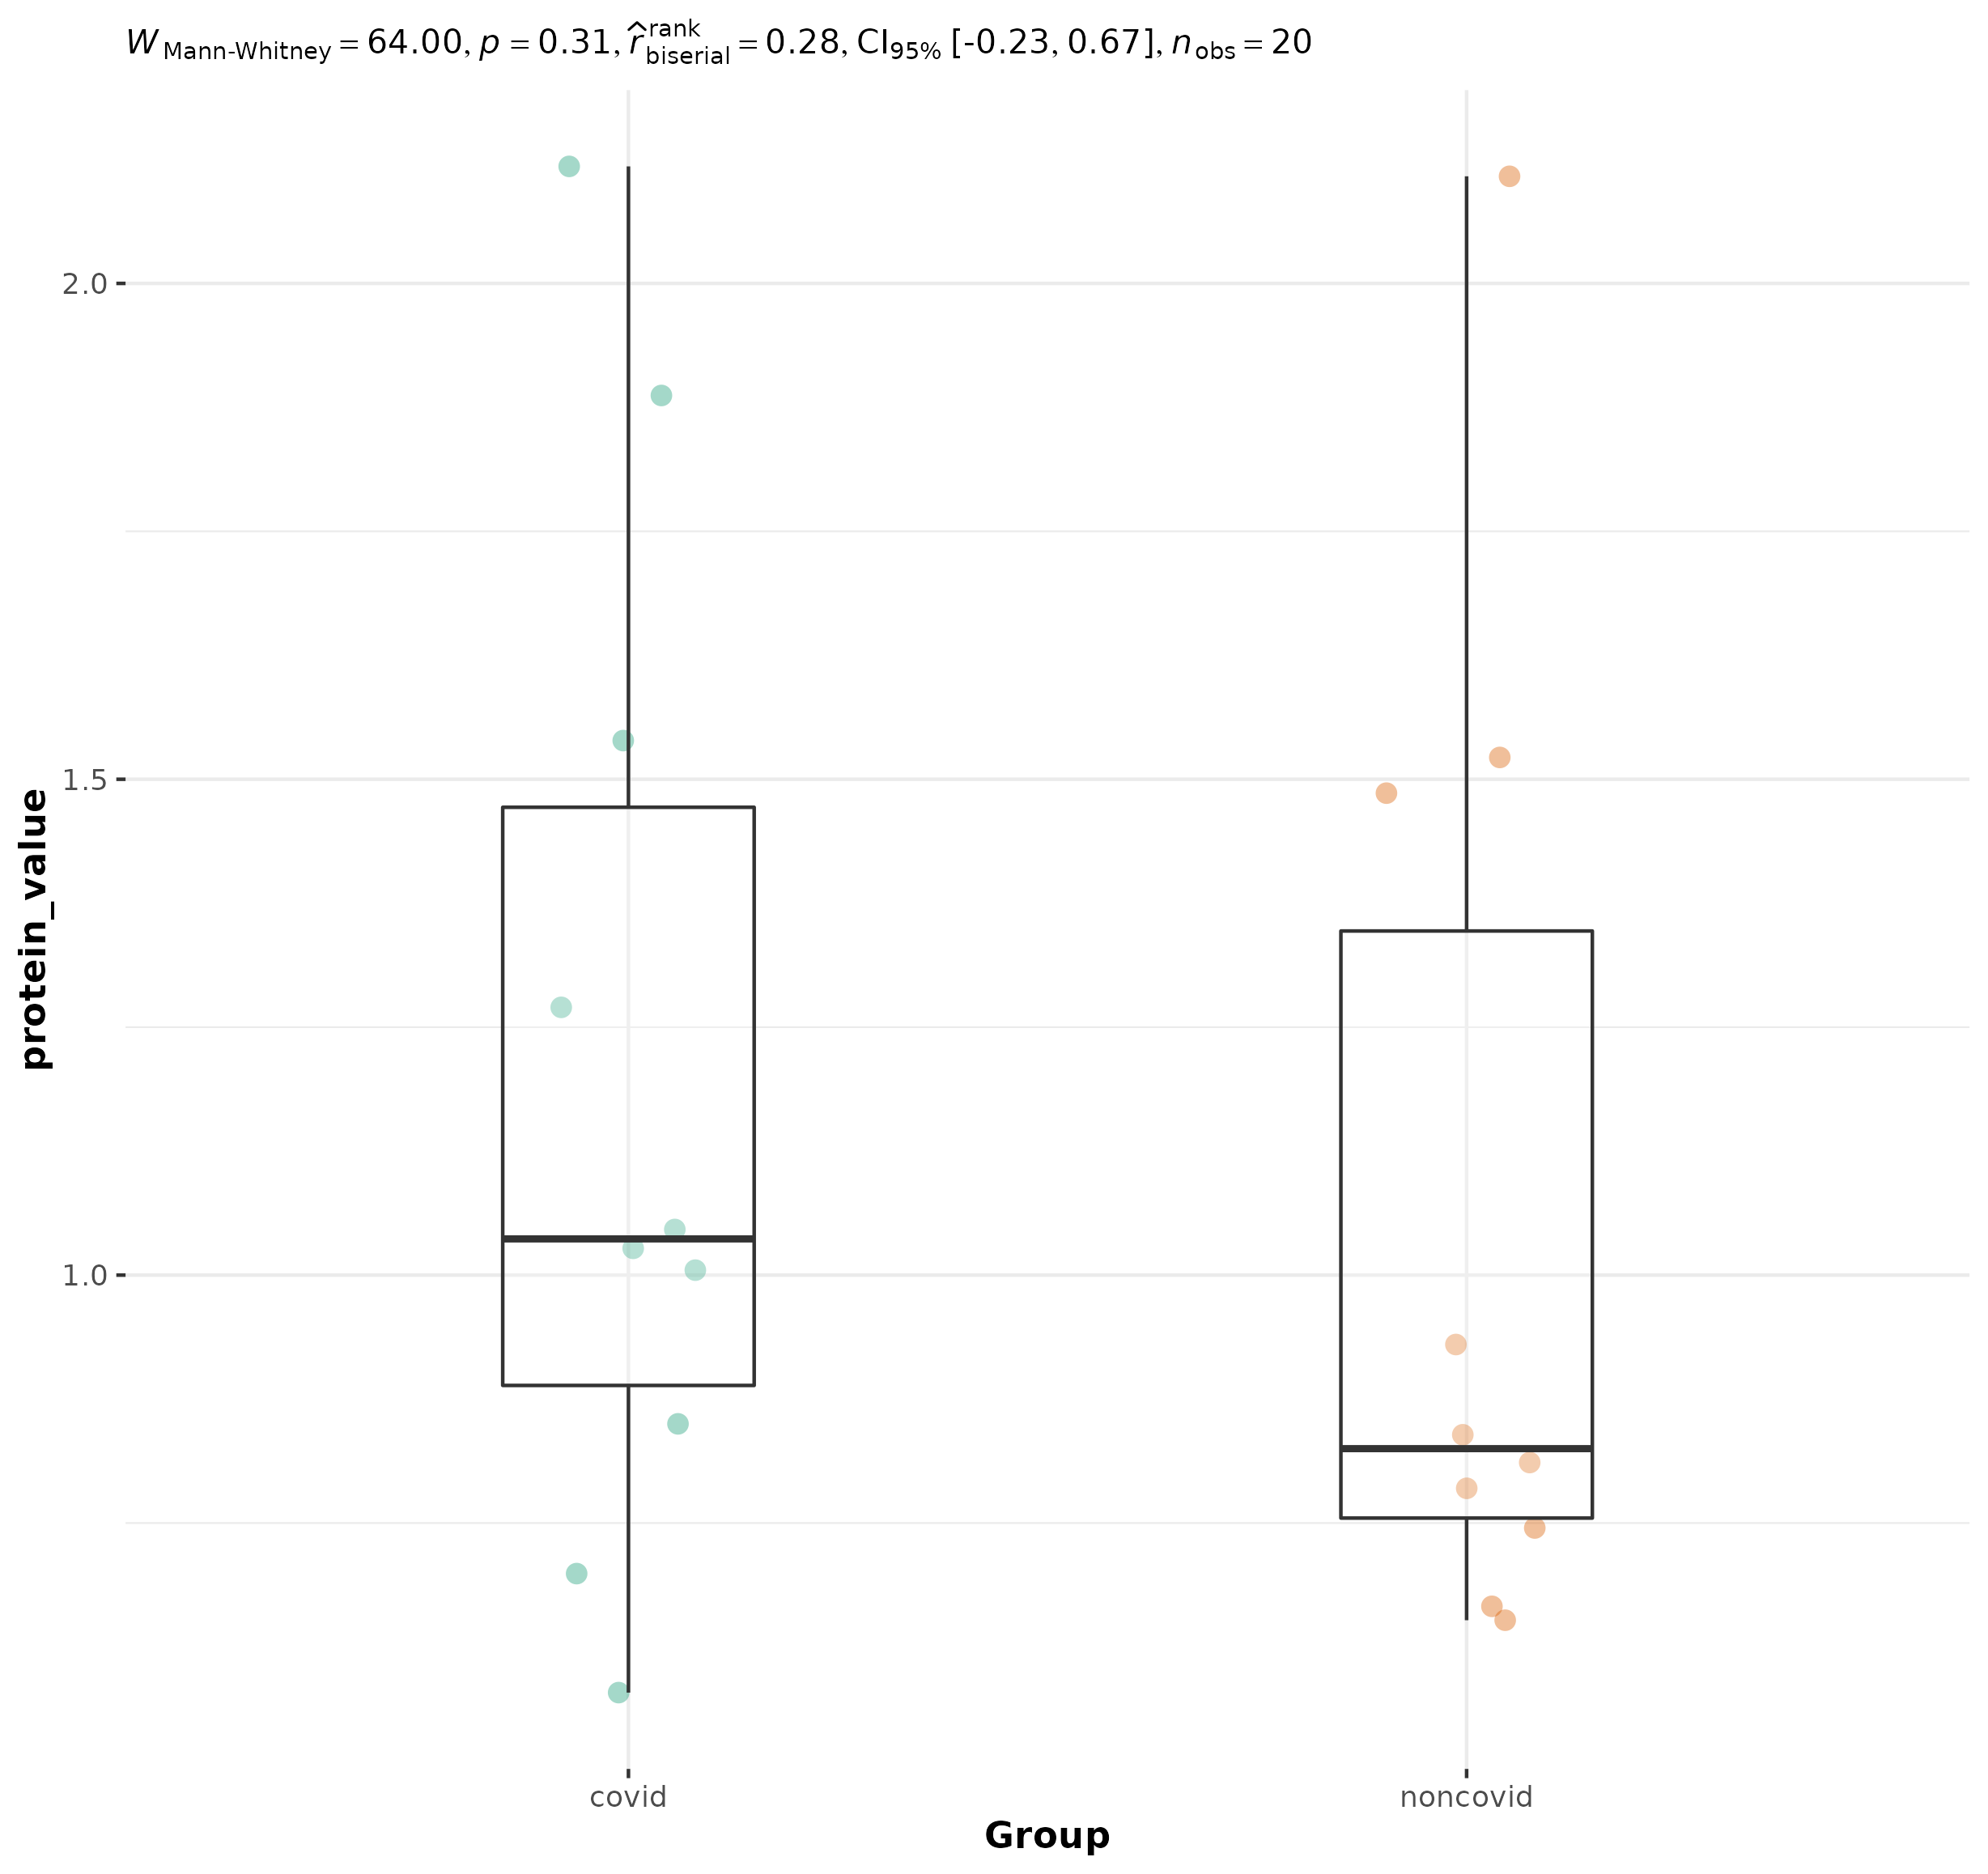 W Mann-Whitney = 64.00, p = 0.31, r̂ rank biserial = 0.28, CI95% [-0.23, 0.67], nobs = 20
2.0
1.5
1.0
protein_value
covid noncovid
Group